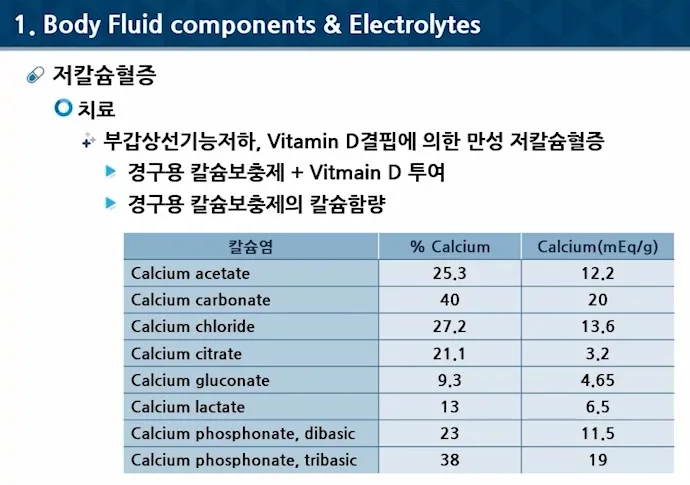 1. Body Fluid components & Electrolytes
저칼슘혈증
치료
부갑상선기능저하, Vitamin D결핍에 의한 만성 저칼슘혈증
경구용 칼슘보충제 + Vitmain D 투여
경구용 칼슘보충제의 칼슘함량
칼슘염 % Calcium Calcium(mEq/g)
Calcium acetate 25.3 12.2
Calcium carbonate 40 20
Calcium chloride 27.2 13.6
Calcium citrate 21.1 3.2
Calcium gluconate 9.3 4.65
Calcium lactate 13 6.5
Calcium phosphonate, dibasic 23 11.5
Calcium phosphonate, tribasic 38 19